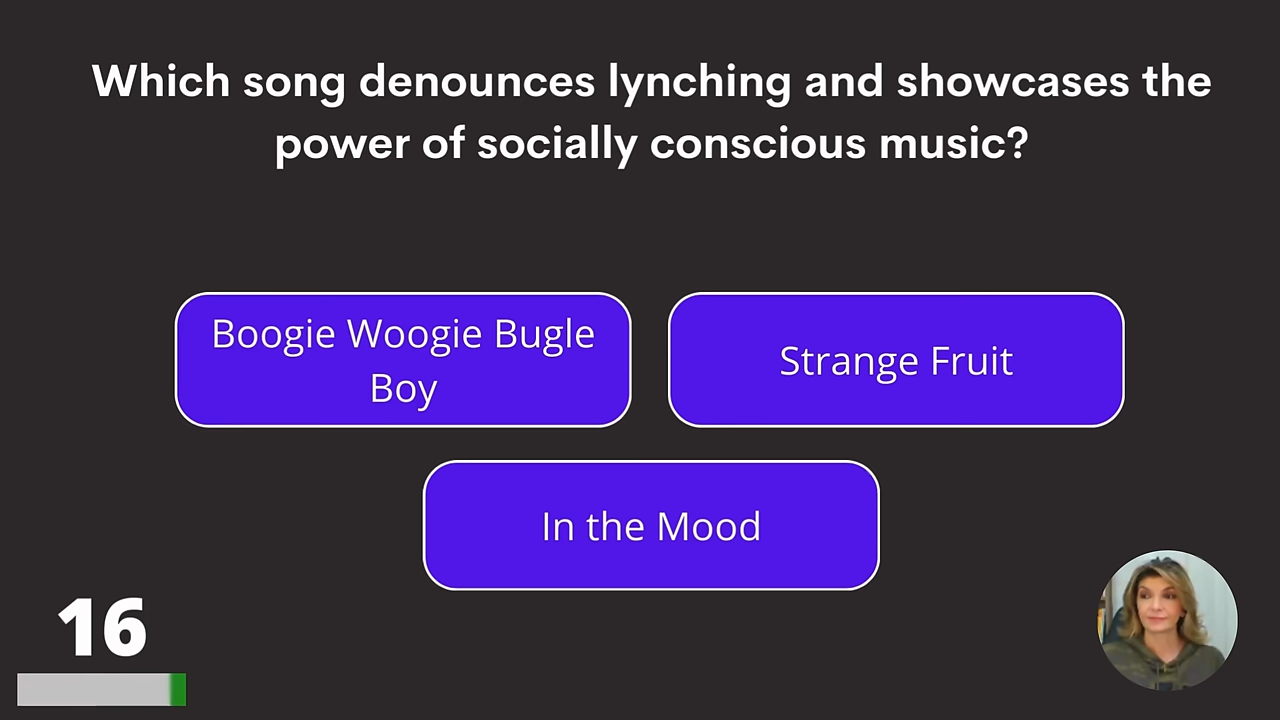 Which song denounces lynching and showcases the
power of socially conscious music?
Boogie Woogie Bugle
Boy
Strange Fruit
In the Mood
16